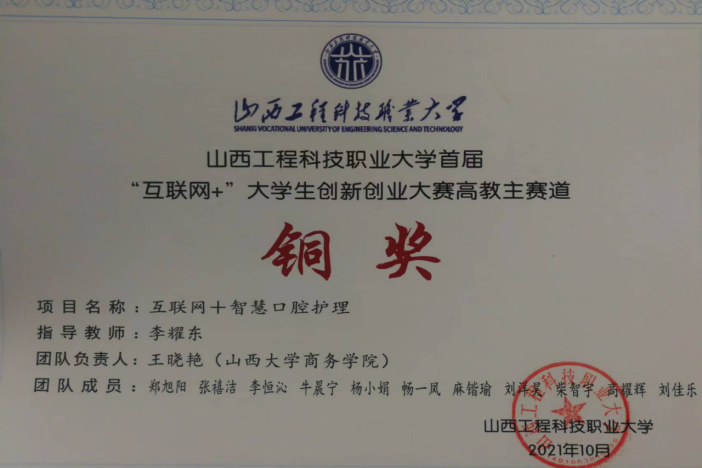 山西工程科技職業大学
SHANXI VOCATIONAL UNIVERSITY OF ENGINEERING SCIENCE AND TECHNOLOGY
山西工程科技职业大学首届
“互联网+”大学生创新创业大赛高教主赛道
铜奖
项目名称：互联网＋智慧口腔护理
指导教师：李耀东
团队负责人：王晓艳（山西大学商务学院）
团队成员：郑旭阳 张禧洁 李恒沁 牛晨宁 杨小娟 畅一凤 麻锴瑜 刘洋昊 柴智宇 高耀辉 刘佳乐
山西工程科技职业大学
2021年10月